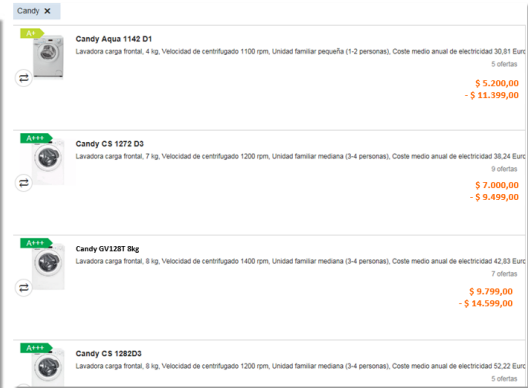 Candy ✕
A+
Candy Aqua 1142 D1
Lavadora carga frontal, 4 kg, Velocidad de centrifugado 1100 rpm, Unidad familiar pequeña (1-2 personas), Coste medio anual de electricidad 30,81 Eurc
5 ofertas
$ 5.200,00
- $ 11.399,00
A+++
Candy CS 1272 D3
Lavadora carga frontal, 7 kg, Velocidad de centrifugado 1200 rpm, Unidad familiar mediana (3-4 personas), Coste medio anual de electricidad 38,24 Eurc
9 ofertas
$ 7.000,00
- $ 9.499,00
A+++
Candy GV128T 8kg
Lavadora carga frontal, 8 kg, Velocidad de centrifugado 1400 rpm, Unidad familiar mediana (3-4 personas), Coste medio anual de electricidad 42,83 Eurc
7 ofertas
$ 9.799,00
- $ 14.599,00
A+++
Candy CS 1282D3
Lavadora carga frontal, 8 kg, Velocidad de centrifugado 1200 rpm, Unidad familiar mediana (3-4 personas), Coste medio anual de electricidad 52,22 Eurc
5 ofertas